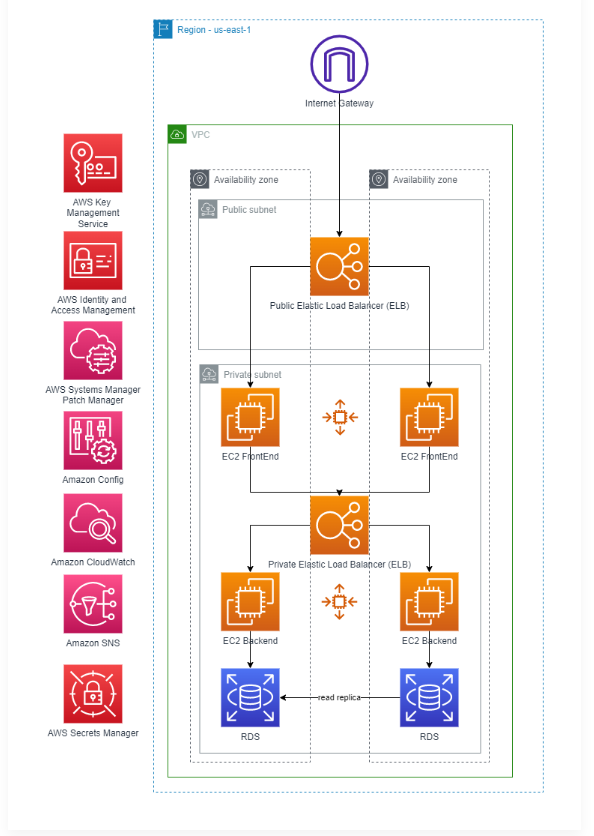 Region - us-east-1
Internet Gateway
VPC
Availability zone
Availability zone
Public subnet
Public Elastic Load Balancer (ELB)
Private subnet
EC2 FrontEnd
EC2 FrontEnd
Private Elastic Load Balancer (ELB)
EC2 Backend
EC2 Backend
read replica
RDS
RDS
AWS Key
Management
Service
AWS Identity and
Access Management
AWS Systems Manager
Patch Manager
Amazon Config
Amazon CloudWatch
Amazon SNS
AWS Secrets Manager